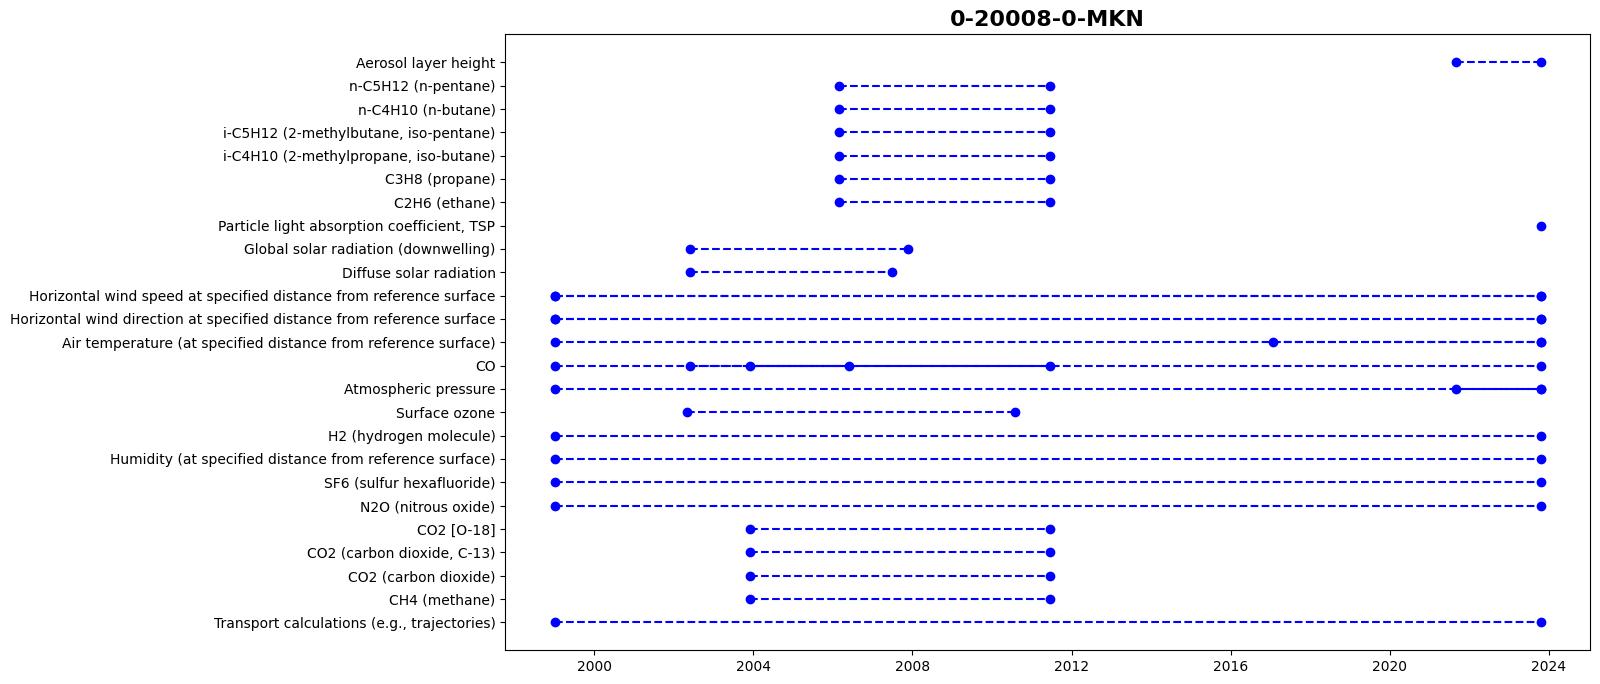 0-20008-0-MKN
Aerosol layer height
n-C5H12 (n-pentane)
n-C4H10 (n-butane)
i-C5H12 (2-methylbutane, iso-pentane)
i-C4H10 (2-methylpropane, iso-butane)
C3H8 (propane)
C2H6 (ethane)
Particle light absorption coefficient, TSP
Global solar radiation (downwelling)
Diffuse solar radiation
Horizontal wind speed at specified distance from reference surface
Horizontal wind direction at specified distance from reference surface
Air temperature (at specified distance from reference surface)
CO
Atmospheric pressure
Surface ozone
H2 (hydrogen molecule)
Humidity (at specified distance from reference surface)
SF6 (sulfur hexafluoride)
N2O (nitrous oxide)
CO2 [O-18]
CO2 (carbon dioxide, C-13)
CO2 (carbon dioxide)
CH4 (methane)
Transport calculations (e.g., trajectories)
2000 2004 2008 2012 2016 2020 2024